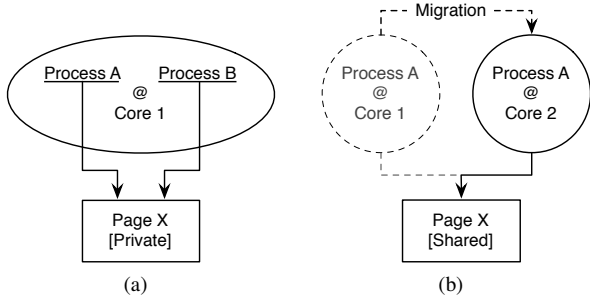 Process A Process B
@
Core 1
Page X
[Private]
(a)
Migration
Process A
@
Core 1
Process A
@
Core 2
Page X
[Shared]
(b)